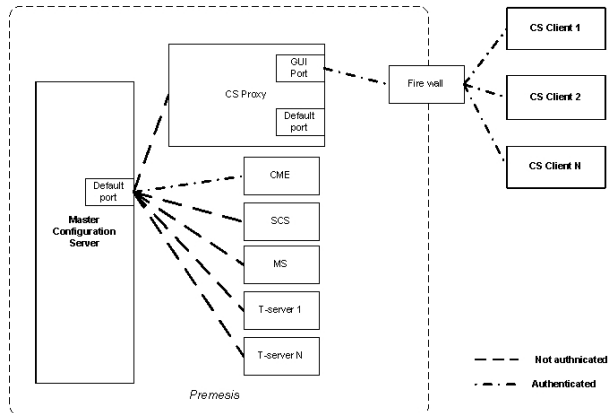 CS Client 1
GUI
Port
CS Proxy
Fire wall
CS Client 2
Default
port
CS Client N
CME
Default
port
SCS
Master
Configuration
Server
MS
T-server 1
T-server N
Not authnicated
Authenticated
Premesis